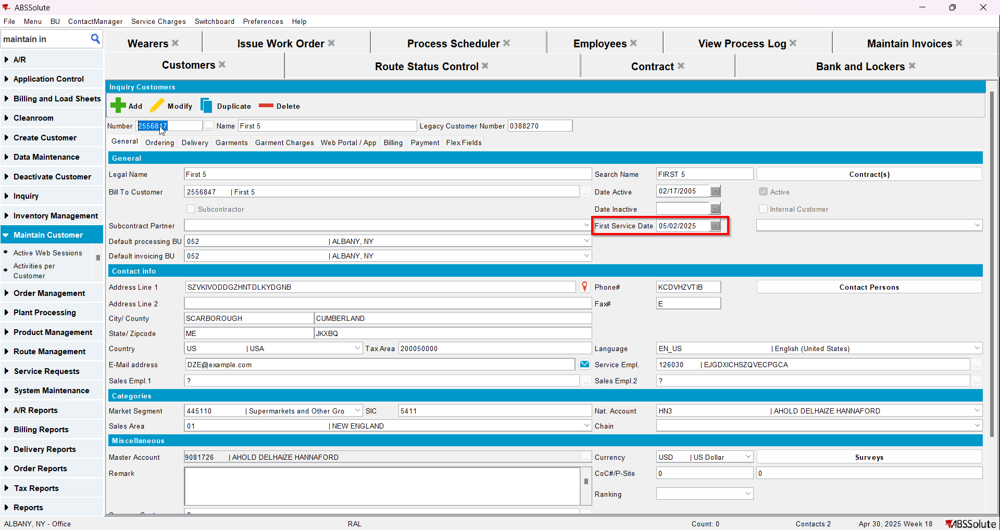 ABSSolute
File Menu BU ContactManager Service Charges Switchboard Preferences Help
maintain in
Wearers Issue Work Order Process Scheduler Employees View Process Log Maintain Invoices
Customers Route Status Control Contract Bank and Lockers
A/R
Application Control
Billing and Load Sheets
Cleanroom
Create Customer
Data Maintenance
Deactivate Customer
Inquiry
Inventory Management
Maintain Customer
Active Web Sessions
Activities per
Customer
Order Management
Plant Processing
Product Management
Route Management
Service Requests
System Maintenance
A/R Reports
Billing Reports
Delivery Reports
Order Reports
Tax Reports
Reports
Inquiry Customers
Add Modify Duplicate Delete
Number 2556847 ... Name First 5 Legacy Customer Number 0388270
General Ordering Delivery Garments Garment Charges Web Portal / App Billing Payment Flex Fields
General
Legal Name First 5 Search Name FIRST 5 Contract(s)
Bill To Customer 2556847 | First 5 ... Date Active 02/17/2005 16 Active
Subcontractor Date Inactive 16 Internal Customer
Subcontract Partner First Service Date 05/02/2025 16
Default processing BU 052 | ALBANY, NY
Default invoicing BU 052 | ALBANY, NY
Contact info
Address Line 1 SZVKIVODDGZHNTDLKYDGNB Phone# KCDVHZVTIB Contact Persons
Address Line 2 Fax# E
City/ County SCARBOROUGH CUMBERLAND
State/ Zipcode ME JKXBQ
Country US | USA Tax Area 200050000 Language EN_US | English (United States)
E-Mail address DZE@example.com Service Empl. 126030 | EJGDXICHSZQVECPGCA ...
Sales Empl.1 ? ... Sales Empl.2 ? ...
Categories
Market Segment 445110 | Supermarkets and Other Gro SIC 5411 Nat. Account HN3 | AHOLD DELHAIZE HANNAFORD
Sales Area 01 | NEW ENGLAND Chain
Miscellaneous
Master Account 9081726 | AHOLD DELHAIZE HANNAFORD ... Currency USD | US Dollar Surveys
Remark CoC#/P-Site 0 0
Ranking
ALBANY, NY - Office RAL Count: 0 Contacts 2 Apr 30, 2025 Week 18 ABSSolute